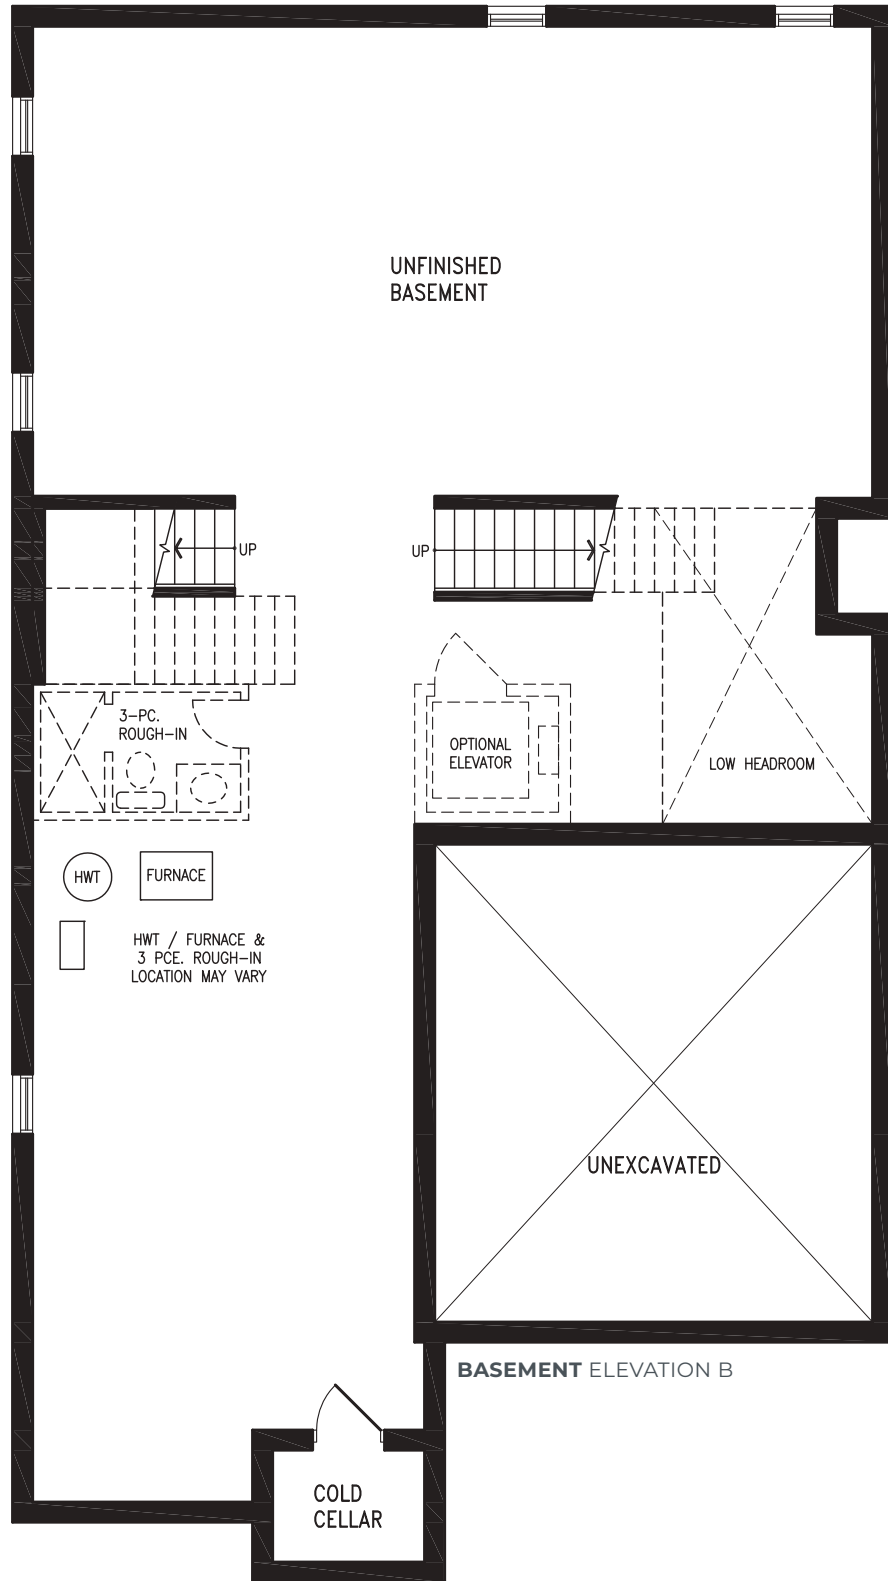 UNFINISHED
BASEMENT
UP
UP
3-PC.
ROUGH-IN
OPTIONAL
ELEVATOR
LOW HEADROOM
HWT
FURNACE
HWT / FURNACE &
3 PCE. ROUGH-IN
LOCATION MAY VARY
UNEXCAVATED
BASEMENT ELEVATION B
COLD
CELLAR